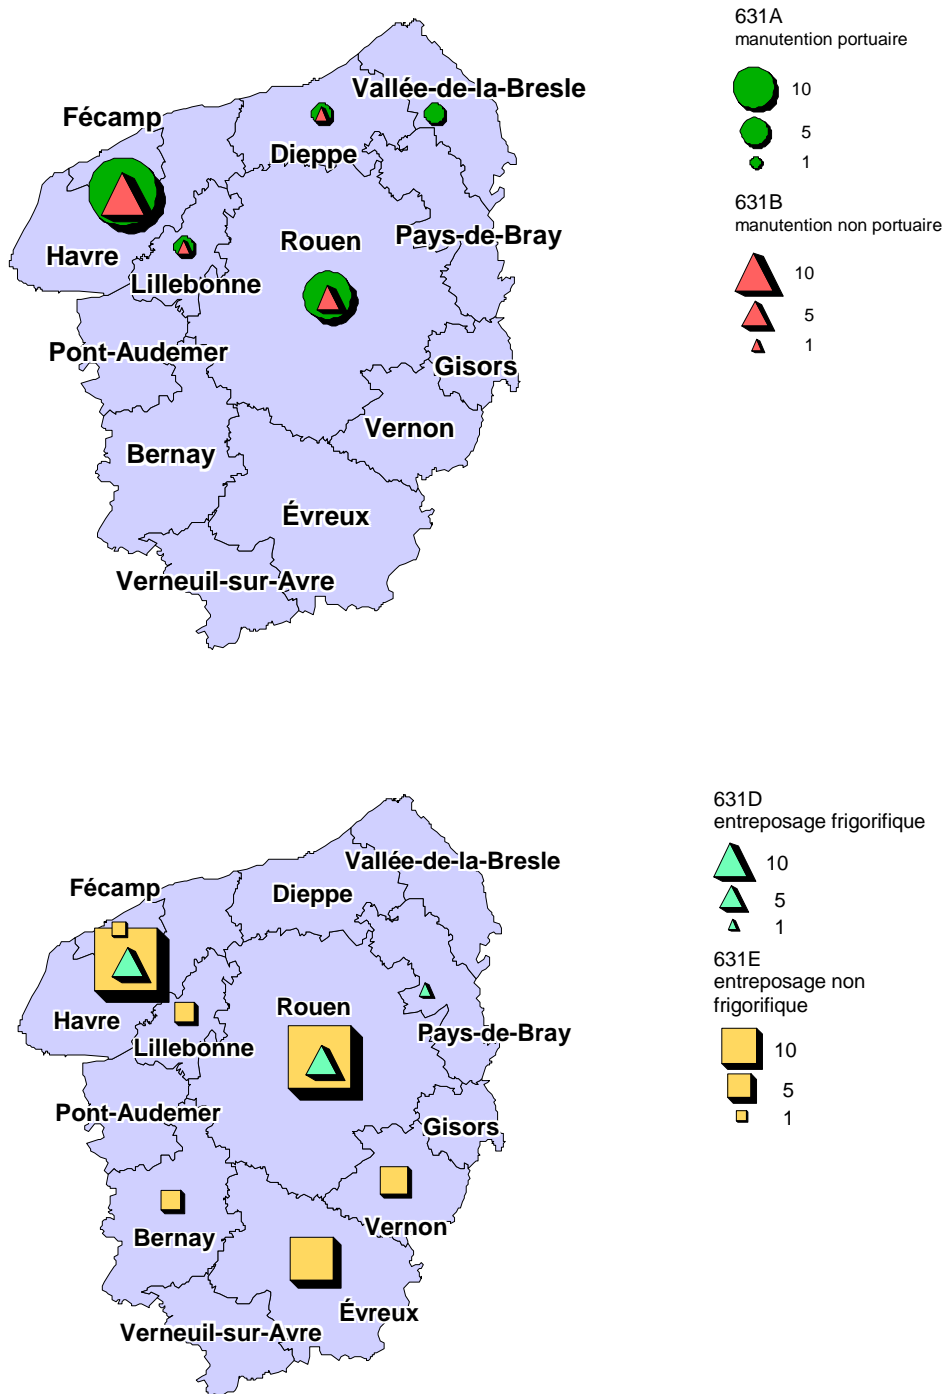 631A
manutention portuaire
10
5
1
631B
manutention non portuaire
10
5
1
Vallée-de-la-Bresle
Fécamp
Dieppe
Rouen
Pays-de-Bray
Havre
Lillebonne
Pont-Audemer
Gisors
Vernon
Bernay
Évreux
Verneuil-sur-Avre
631D
entreposage frigorifique
10
5
1
631E
entreposage non
frigorifique
10
5
1
Vallée-de-la-Bresle
Fécamp
Dieppe
Rouen
Havre
Pays-de-Bray
Lillebonne
Pont-Audemer
Gisors
Vernon
Bernay
Évreux
Verneuil-sur-Avre